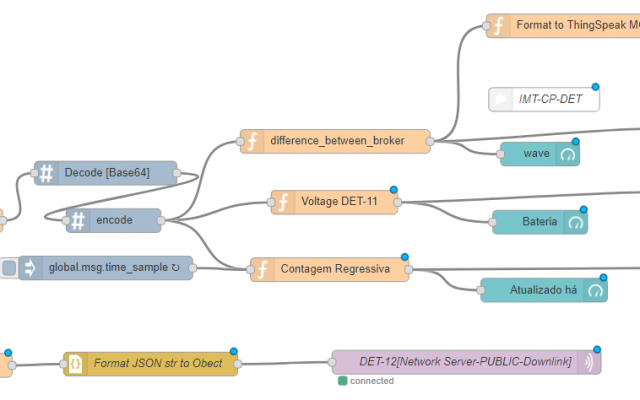 Format to ThingSpeak
IMT-CP-DET
difference_between_broker
wave
Decode [Base64]
Voltage DET-11
encode
Bateria
global.msg.time_sample ↻
Contagem Regressiva
Atualizado há
Format JSON str to Obect
DET-12[Network Server-PUBLIC-Downlink]
connected